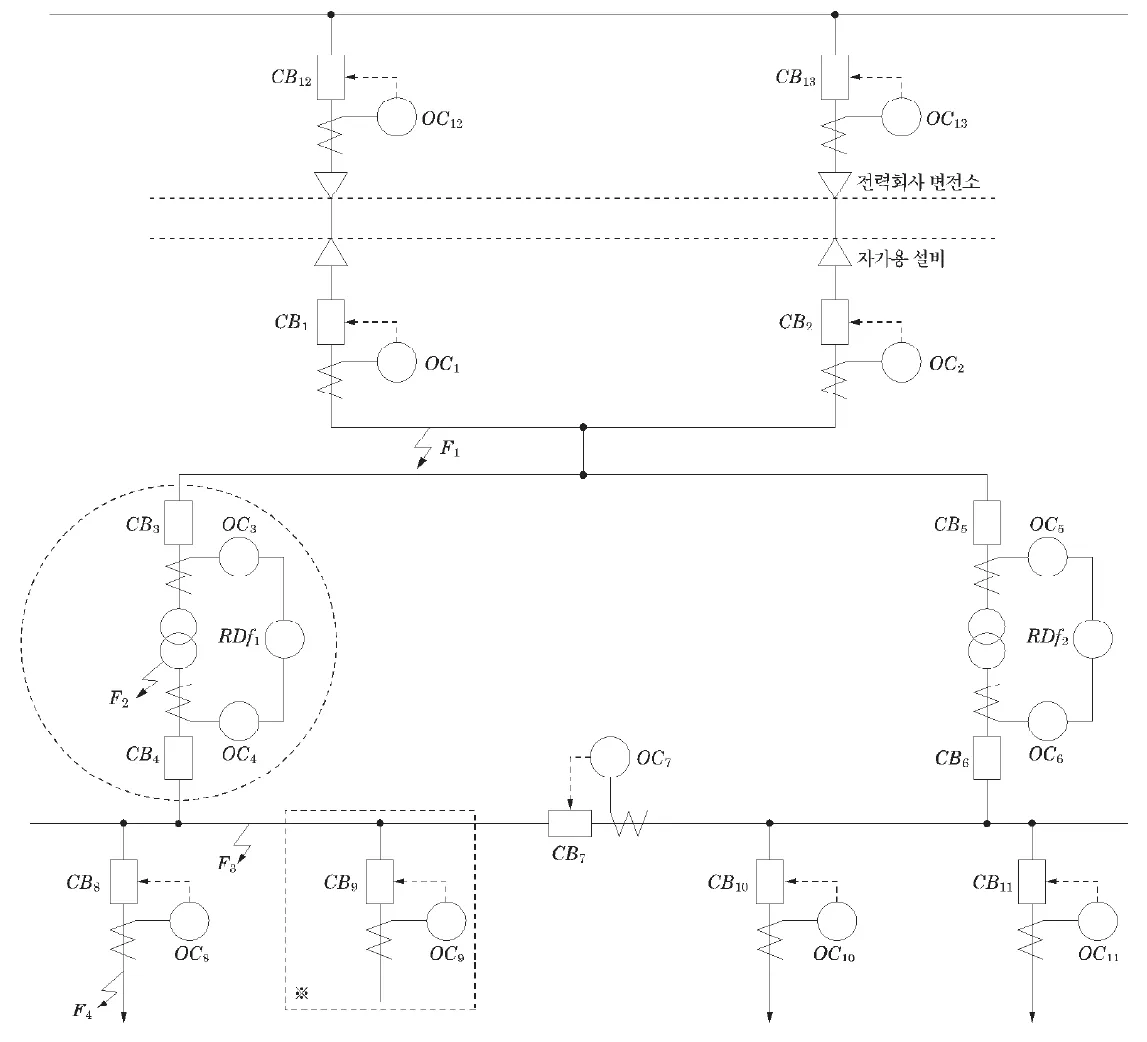 CB₁₂
OC₁₂
CB₁₃
OC₁₃
전력회사 변전소
자가용 설비
CB₁
OC₁
CB₂
OC₂
F₁
CB₃
OC₃
RDf₁
F₂
OC₄
CB₄
CB₅
OC₅
RDf₂
CB₆
OC₆
OC₇
CB₇
F₃
CB₈
OC₈
F₄
CB₉
OC₉
※
CB₁₀
OC₁₀
CB₁₁
OC₁₁